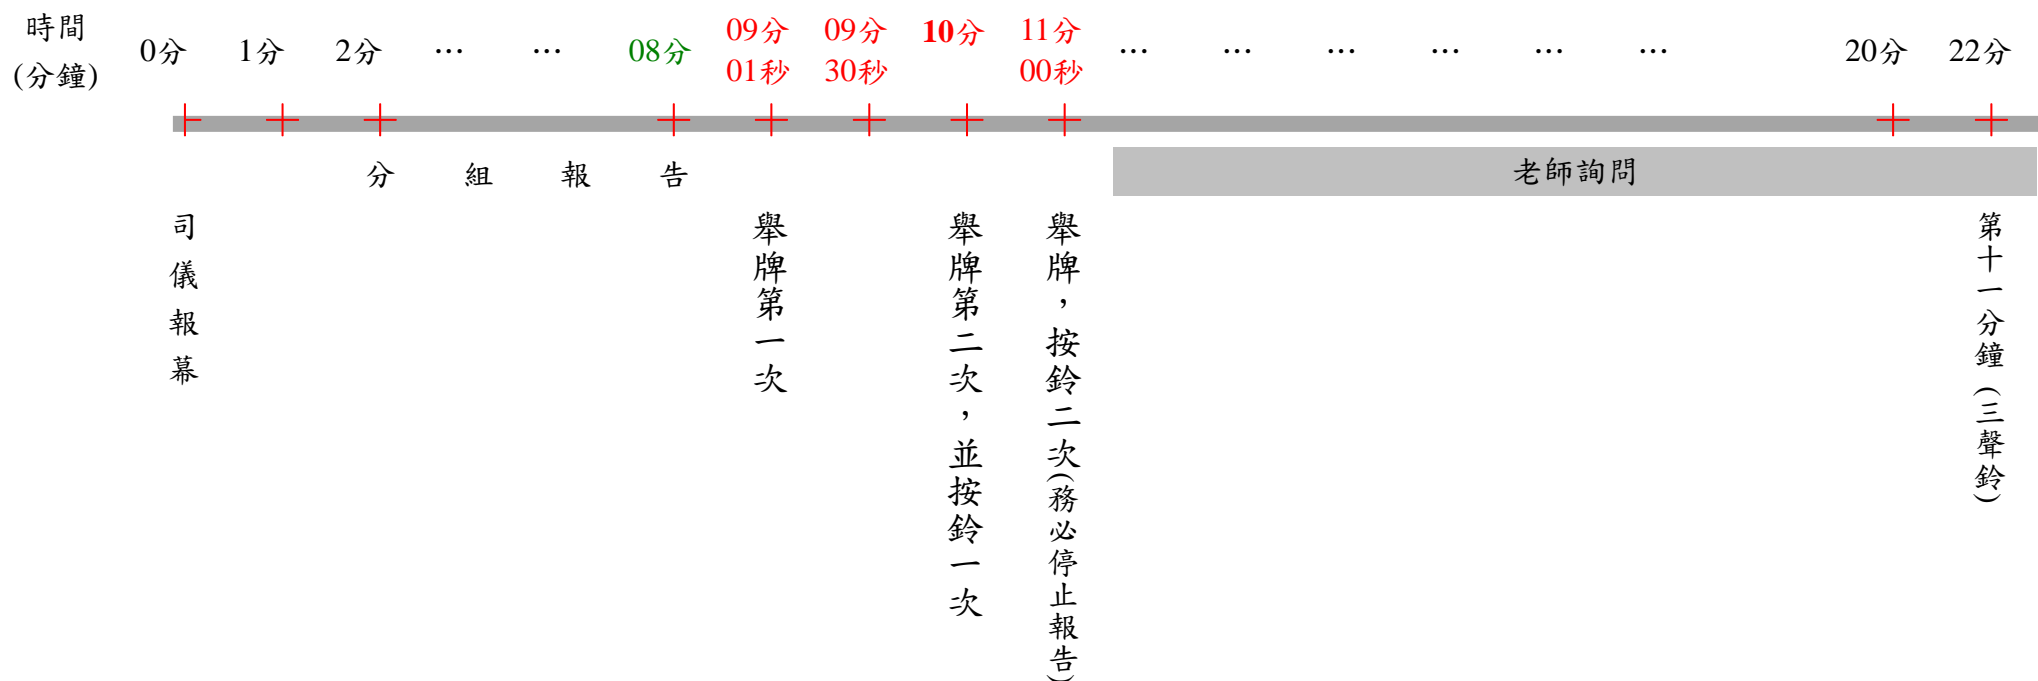 時間
(分鐘)
0分
1分
2分
…
…
08分
09分
01秒
09分
30秒
10分
11分
00秒
…
…
…
…
…
…
20分
22分
分組報告
老師詢問
司儀報幕
舉牌第一次
舉牌第二次，並按鈴一次
舉牌，按鈴二次(務必停止報告)
第十一分鐘(三聲鈴)